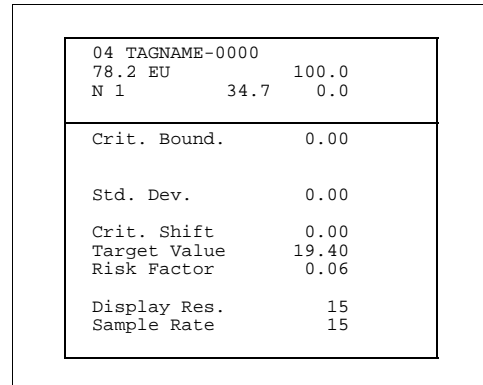 04 TAGNAME-0000
78.2 EU 100.0
N 1 34.7 0.0
Crit. Bound. 0.00
Std. Dev. 0.00
Crit. Shift 0.00
Target Value 19.40
Risk Factor 0.06
Display Res. 15
Sample Rate 15